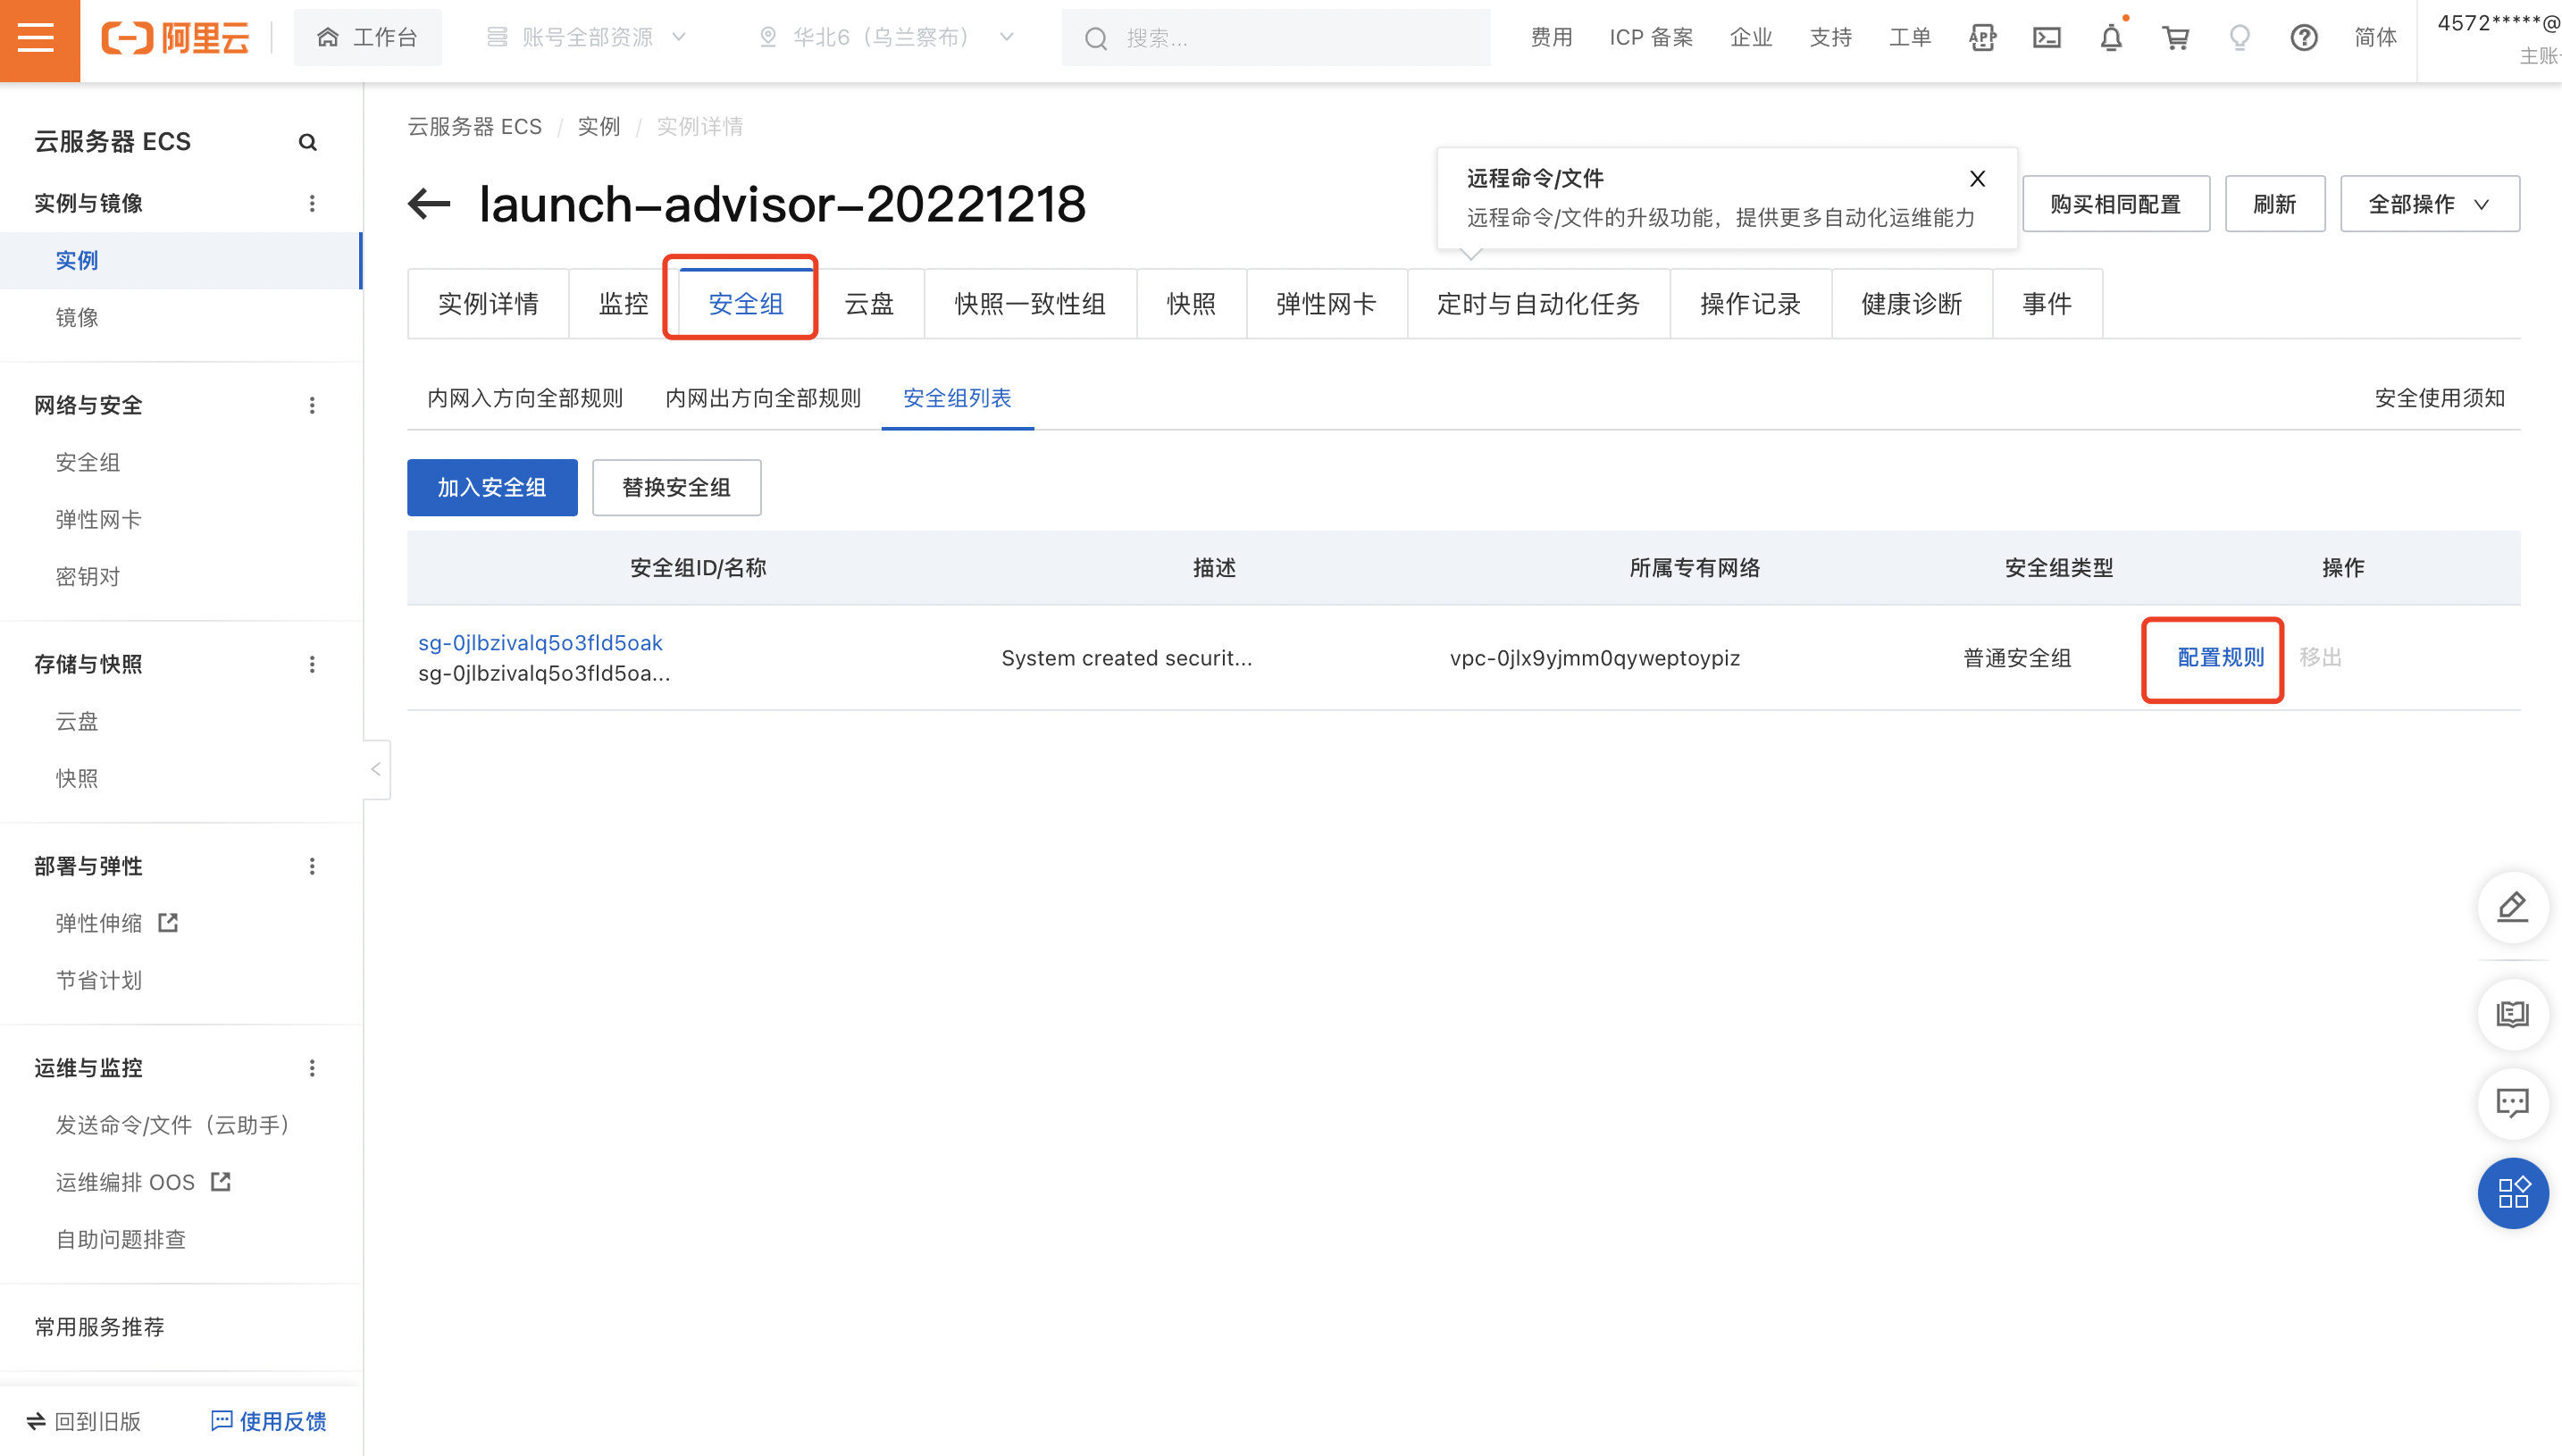 阿里云
工作台
账号全部资源
华北6（乌兰察布）
搜索...
费用
ICP 备案
企业
支持
工单
APP
简体
4572*****@
主账
云服务器 ECS
实例与镜像
实例
镜像
网络与安全
安全组
弹性网卡
密钥对
存储与快照
云盘
快照
部署与弹性
弹性伸缩
节省计划
运维与监控
发送命令/文件（云助手）
运维编排 OOS
自助问题排查
常用服务推荐
回到旧版
使用反馈
云服务器 ECS / 实例 / 实例详情
launch-advisor-20221218
远程命令/文件
远程命令/文件的升级功能，提供更多自动化运维能力
购买相同配置
刷新
全部操作
实例详情
监控
安全组
云盘
快照一致性组
快照
弹性网卡
定时与自动化任务
操作记录
健康诊断
事件
内网入方向全部规则
内网出方向全部规则
安全组列表
安全使用须知
加入安全组
替换安全组
安全组ID/名称
描述
所属专有网络
安全组类型
操作
sg-0jlbzivalq5o3fld5oak
sg-0jlbzivalq5o3fld5oa...
System created securit...
vpc-0jlx9yjmm0qyweptoypiz
普通安全组
配置规则
移出